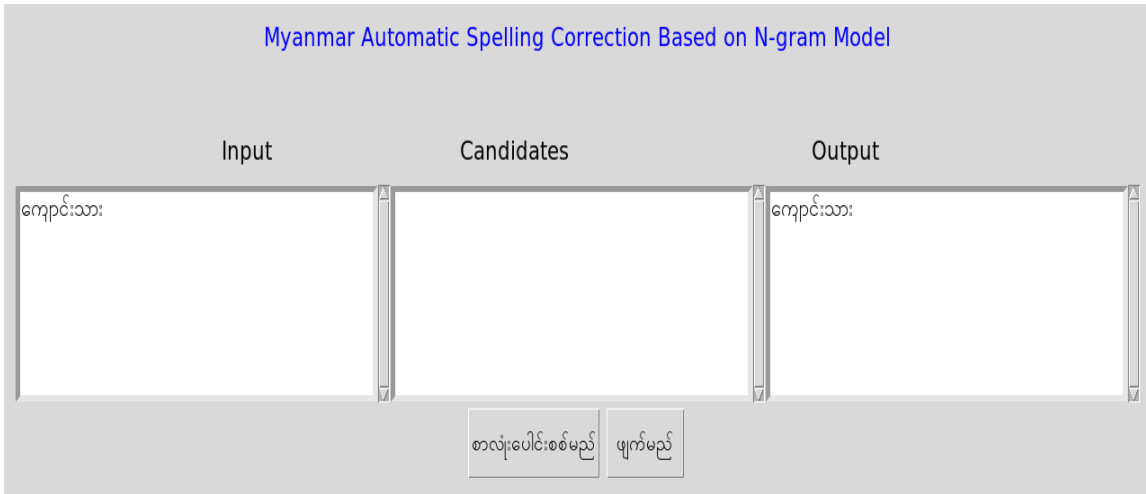 Myanmar Automatic Spelling Correction Based on N-gram Model
Input
Candidates
Output
ကျောင်းသား
ကျောင်းသား
စာလုံးပေါင်းစစ်မည်
ဖျက်မည်